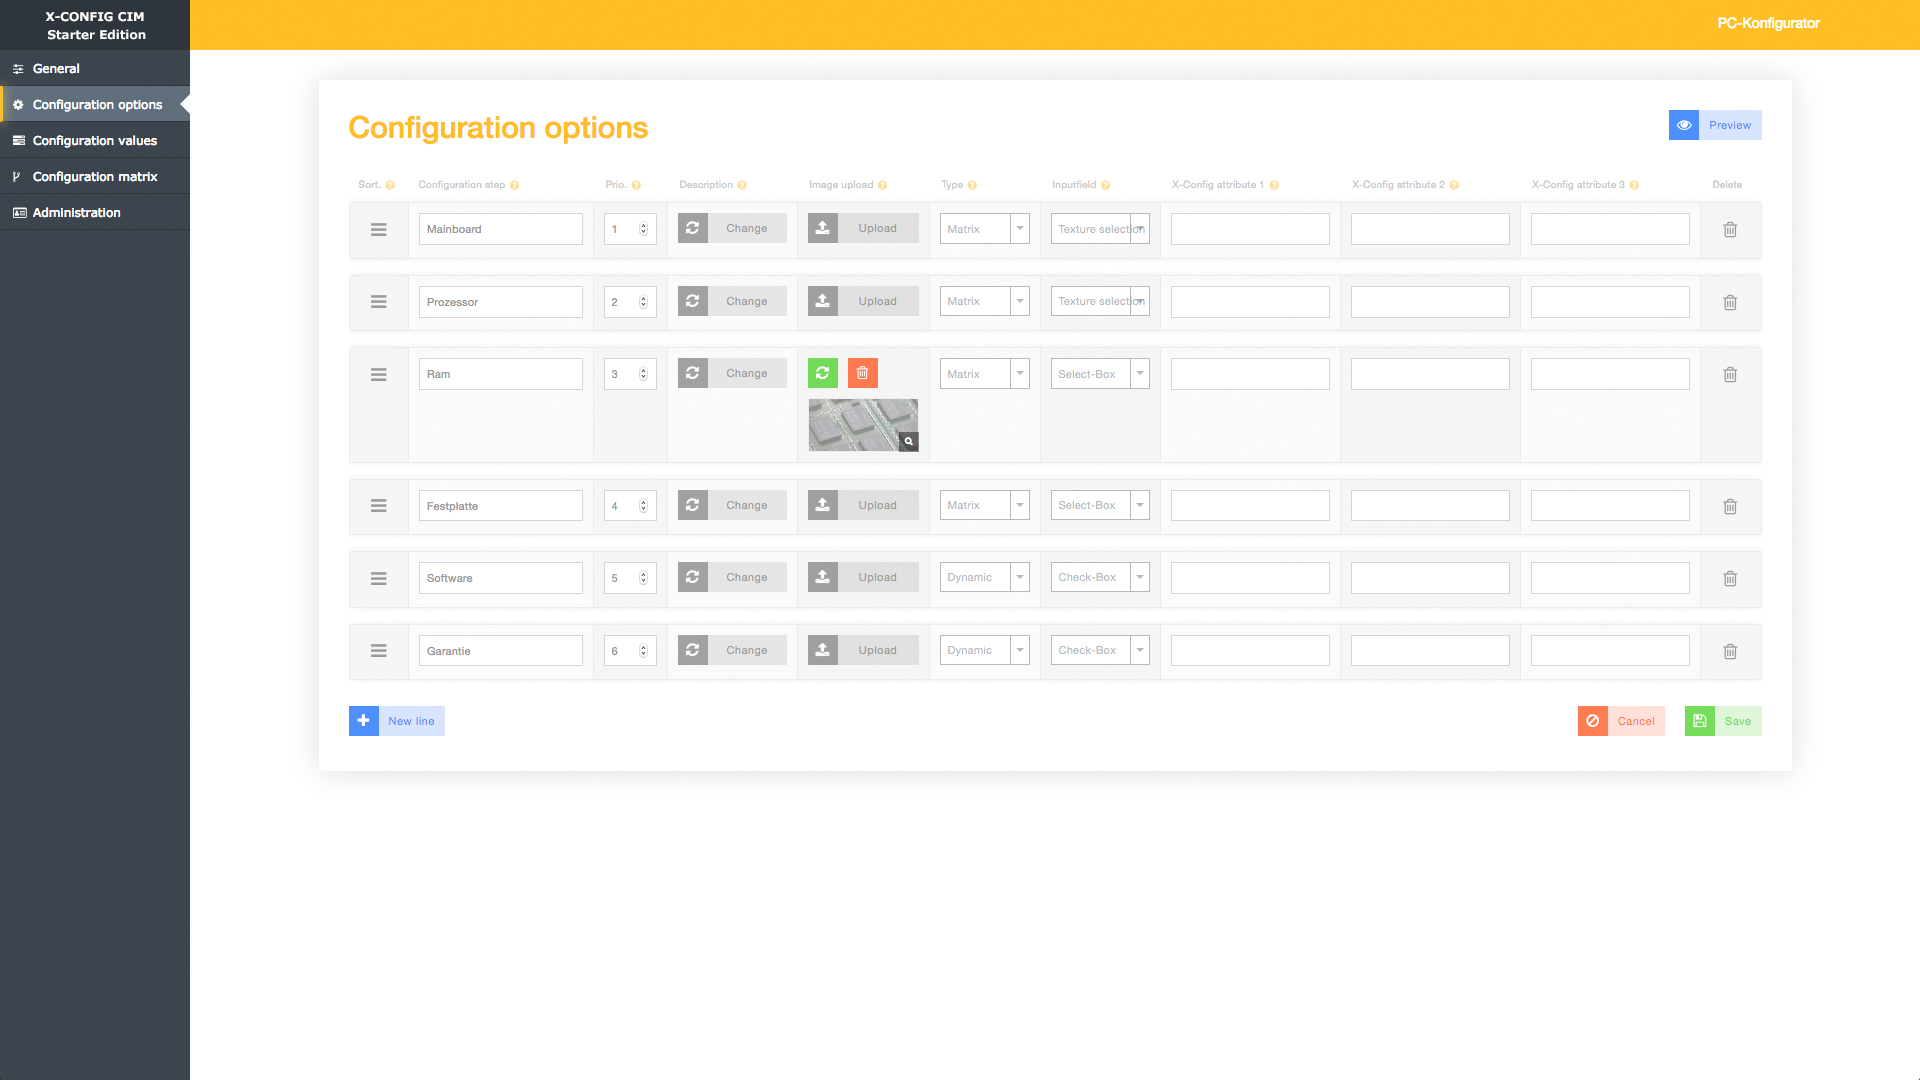 X-CONFIG CIM
Starter Edition
PC-Konfigurator
General
Configuration options
Configuration values
Configuration matrix
Administration
Configuration options
Preview
Sort. ? Configuration step ? Prio. ? Description ? Image upload ? Type ? Inputfield ? X-Config attribute 1 ? X-Config attribute 2 ? X-Config attribute 3 ? Delete
Mainboard 1 Change Upload Matrix Texture selection
Prozessor 2 Change Upload Matrix Texture selection
Ram 3 Change Matrix Select-Box
Festplatte 4 Change Upload Matrix Select-Box
Software 5 Change Upload Dynamic Check-Box
Garantie 6 Change Upload Dynamic Check-Box
New line Cancel Save